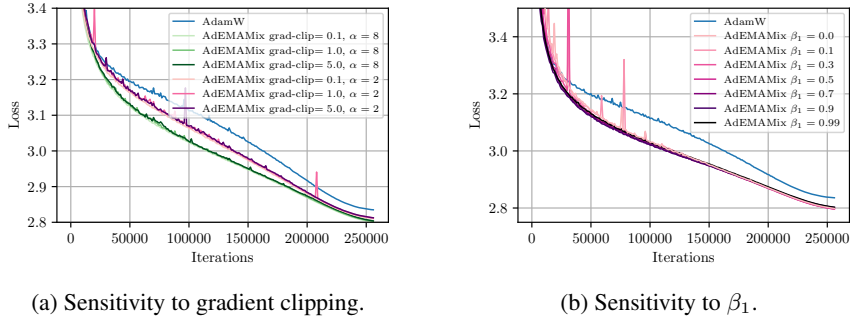 3.4
3.3
3.2
3.1
3.0
2.9
2.8
Loss
0
50000
100000
150000
200000
250000
Iterations
AdamW
AdEMAMix grad-clip= 0.1, α = 8
AdEMAMix grad-clip= 1.0, α = 8
AdEMAMix grad-clip= 5.0, α = 8
AdEMAMix grad-clip= 0.1, α = 2
AdEMAMix grad-clip= 1.0, α = 2
AdEMAMix grad-clip= 5.0, α = 2
(a) Sensitivity to gradient clipping.
3.4
3.2
3.0
2.8
Loss
0
50000
100000
150000
200000
250000
Iterations
AdamW
AdEMAMix β₁ = 0.0
AdEMAMix β₁ = 0.1
AdEMAMix β₁ = 0.3
AdEMAMix β₁ = 0.5
AdEMAMix β₁ = 0.7
AdEMAMix β₁ = 0.9
AdEMAMix β₁ = 0.99
(b) Sensitivity to β₁.